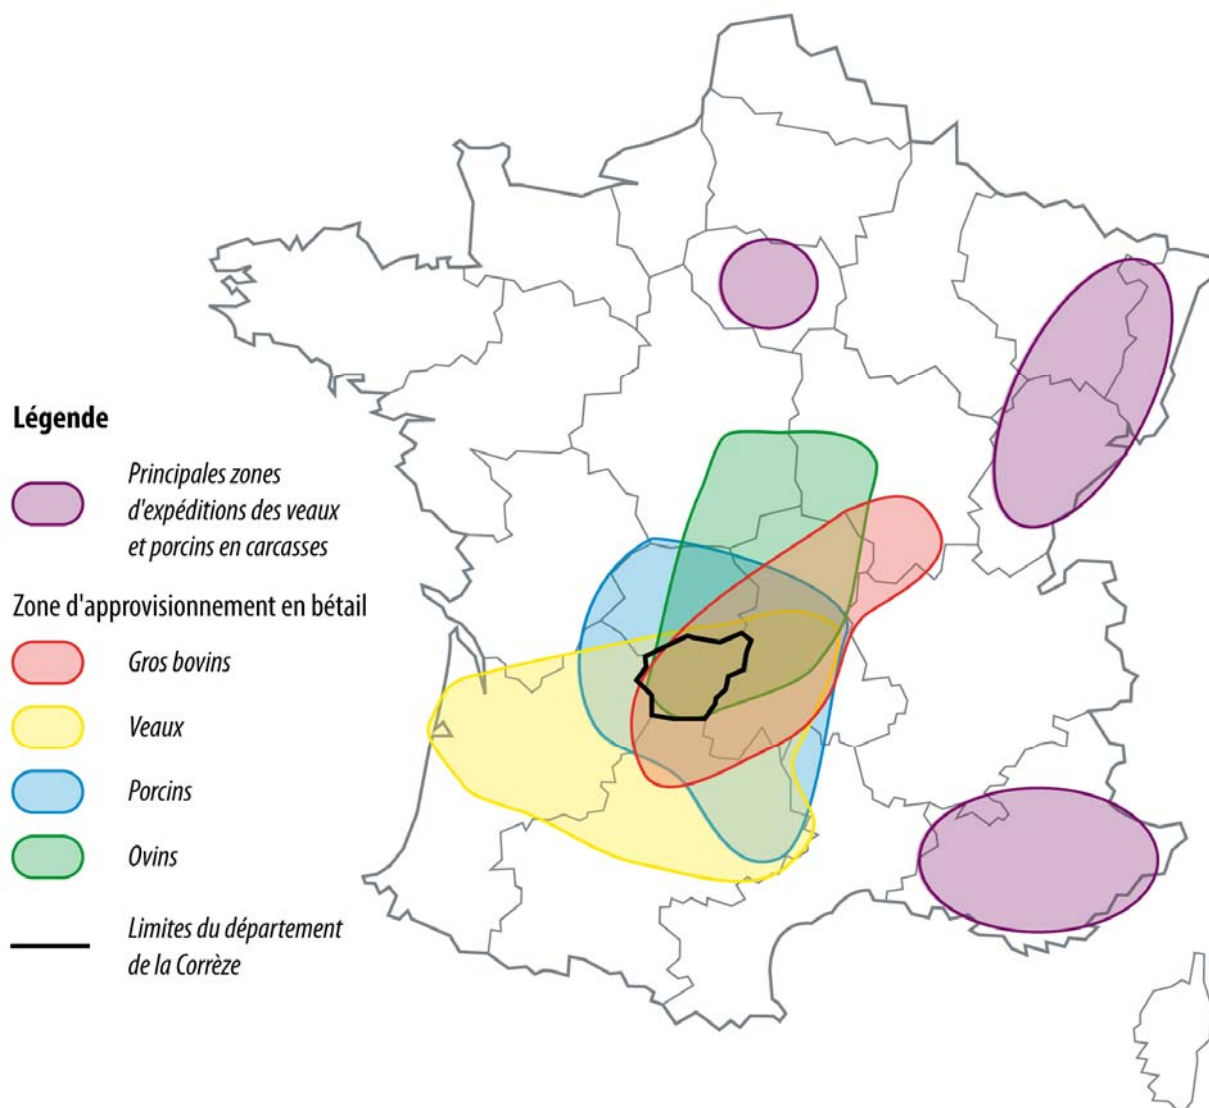 Légende
Principales zones
d'expéditions des veaux
et porcins en carcasses
Zone d'approvisionnement en bétail
Gros bovins
Veaux
Porcins
Ovins
Limites du département
de la Corrèze